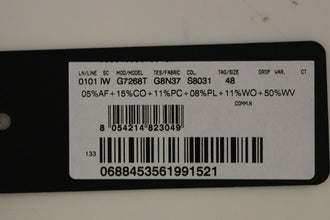 LN/LINE SC MOD/MODEL TES/FABRIC COL. TAG/SIZE DROP VAR. CT
0101 IW G7268T G8N37 S8031 48
05%AF+15%CO+11%PC+08%PL+11%WO+50%WV
COMM,N
8 054214 823049
133
0688453561991521